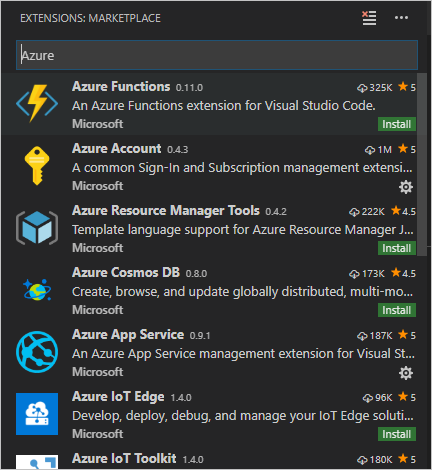 EXTENSIONS: MARKETPLACE
Azure
Azure Functions 0.11.0 325K 5
An Azure Functions extension for Visual Studio Code.
Microsoft Install
Azure Account 0.4.3 1M 5
A common Sign-In and Subscription management extensi...
Microsoft
Azure Resource Manager Tools 0.4.2 222K 4.5
Template language support for Azure Resource Manager J...
Microsoft Install
Azure Cosmos DB 0.8.0 173K 4.5
Create, browse, and update globally distributed, multi-mo...
Microsoft Install
Azure App Service 0.9.1 187K 5
An Azure App Service management extension for Visual St...
Microsoft
Azure IoT Edge 1.4.0 96K 5
Develop, deploy, debug, and manage your IoT Edge soluti...
Microsoft Install
Azure IoT Toolkit 1.4.0 180K 5